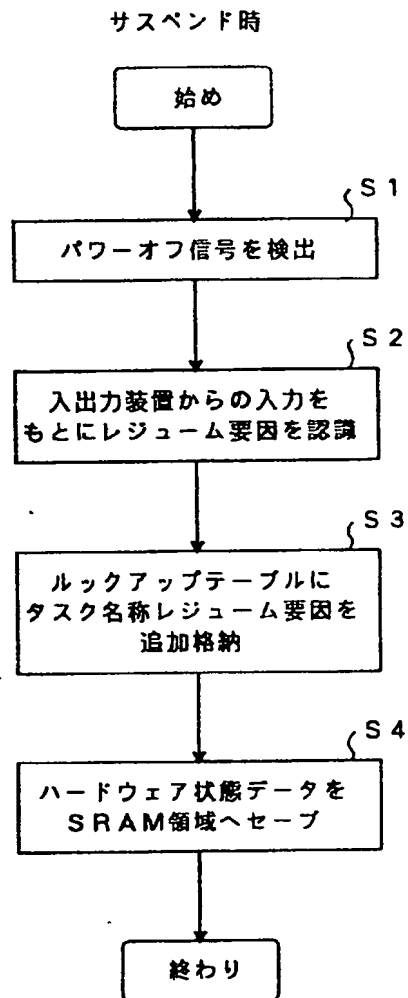 サスペンド時
始め
S1
パワーオフ信号を検出
S2
入出力装置からの入力を
もとにレジューム要因を認識
S3
ルックアップテーブルに
タスク名称レジューム要因を
追加格納
S4
ハードウェア状態データを
SRAM領域へセーブ
終わり